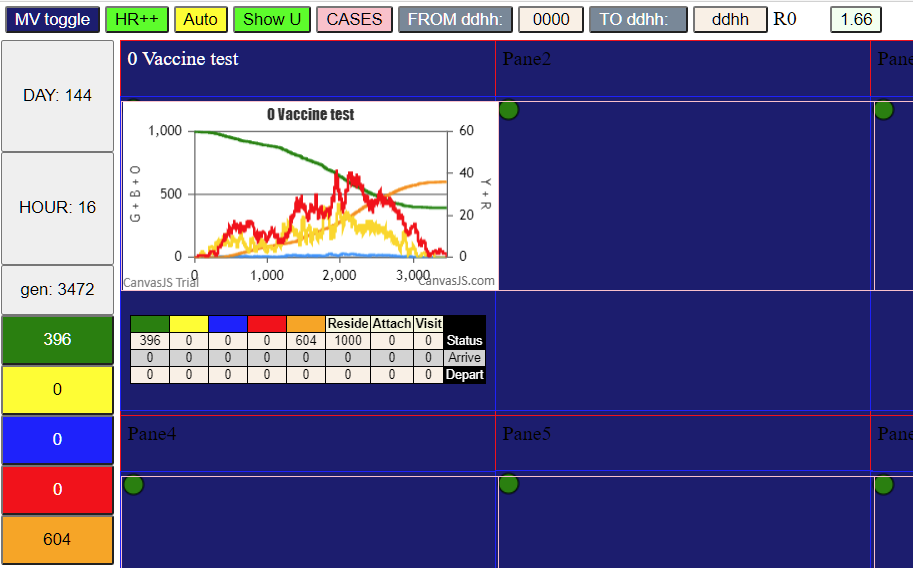 MV toggle HR++ Auto Show U CASES FROM ddhh: 0000 TO ddhh: ddhh R0 1.66
DAY: 144
HOUR: 16
gen: 3472
396
0
0
0
604
0 Vaccine test Pane2
0 Vaccine test
1,000 60
40
500
20
0 0
G + B + O
Y + R
0 1,000 2,000 3,000
CanvasJS Trial CanvasJS.com
Reside Attach Visit
396 0 0 0 604 1000 0 0 Status
0 0 0 0 0 0 0 0 Arrive
0 0 0 0 0 0 0 0 Depart
Pane4 Pane5